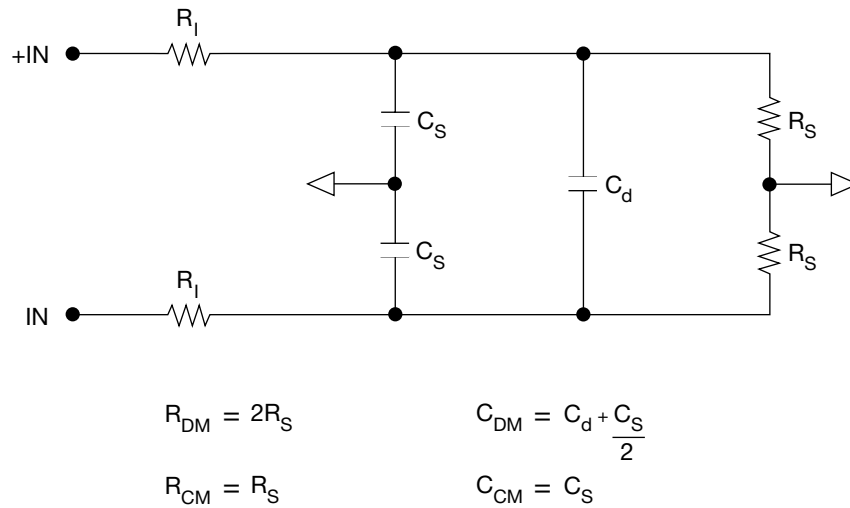 R_I
+IN
C_S
R_S
C_d
C_S
R_S
R_I
IN
R_DM = 2R_S
C_DM = C_d + C_S/2
R_CM = R_S
C_CM = C_S